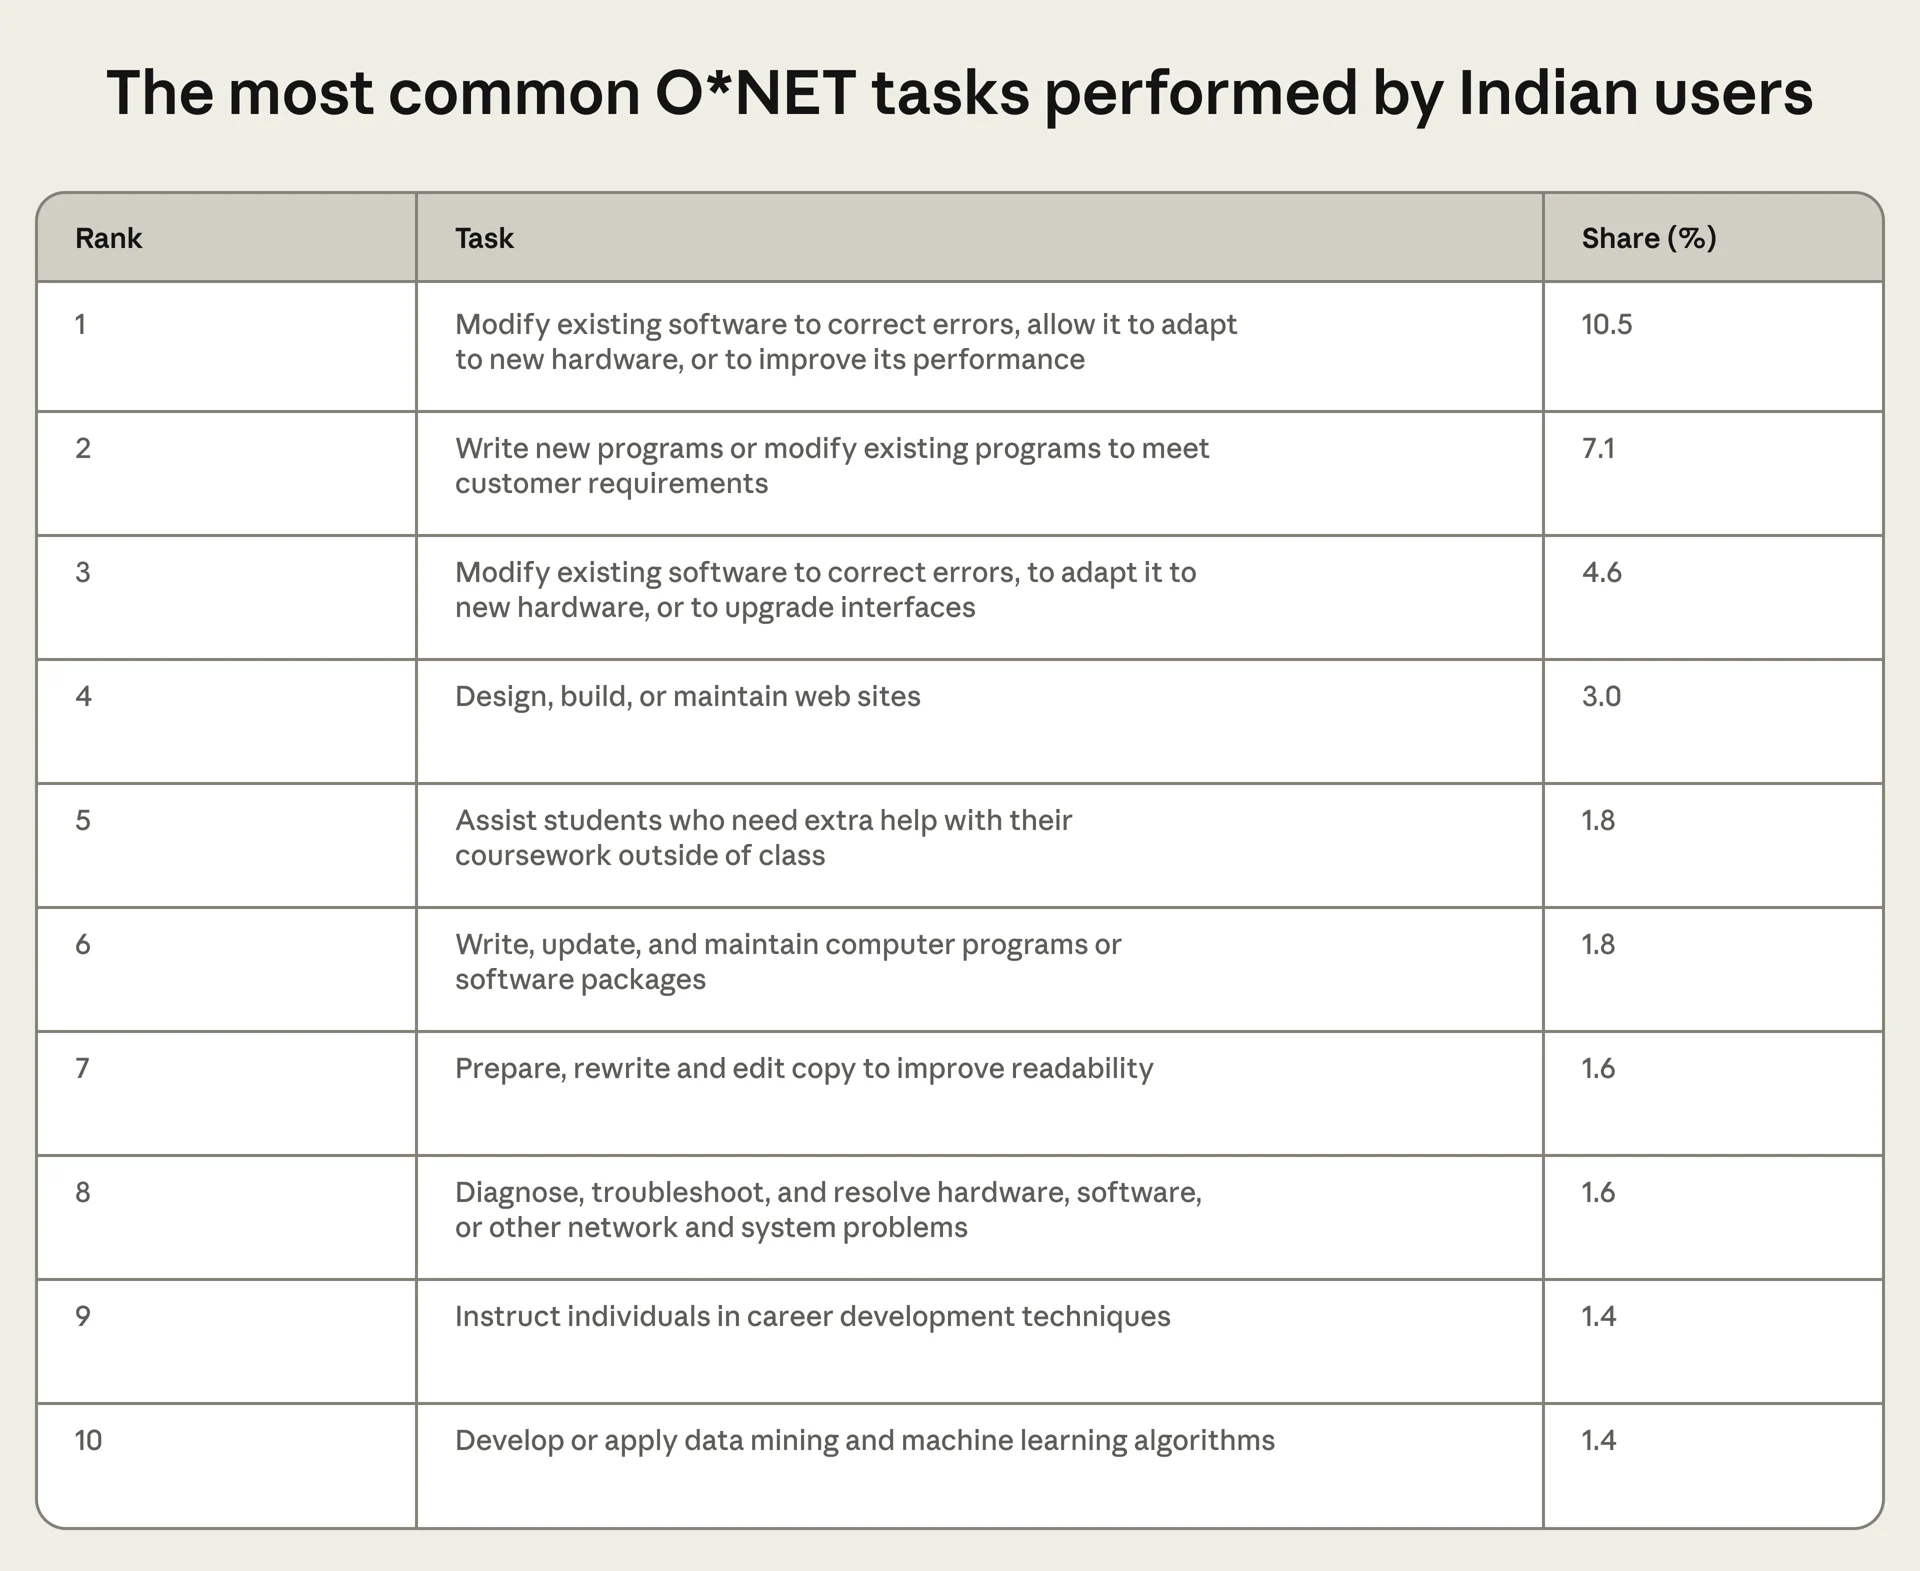 The most common O*NET tasks performed by Indian users
Rank Task Share (%)
1 Modify existing software to correct errors, allow it to adapt 10.5
to new hardware, or to improve its performance
2 Write new programs or modify existing programs to meet 7.1
customer requirements
3 Modify existing software to correct errors, to adapt it to 4.6
new hardware, or to upgrade interfaces
4 Design, build, or maintain web sites 3.0
5 Assist students who need extra help with their 1.8
coursework outside of class
6 Write, update, and maintain computer programs or 1.8
software packages
7 Prepare, rewrite and edit copy to improve readability 1.6
8 Diagnose, troubleshoot, and resolve hardware, software, 1.6
or other network and system problems
9 Instruct individuals in career development techniques 1.4
10 Develop or apply data mining and machine learning algorithms 1.4